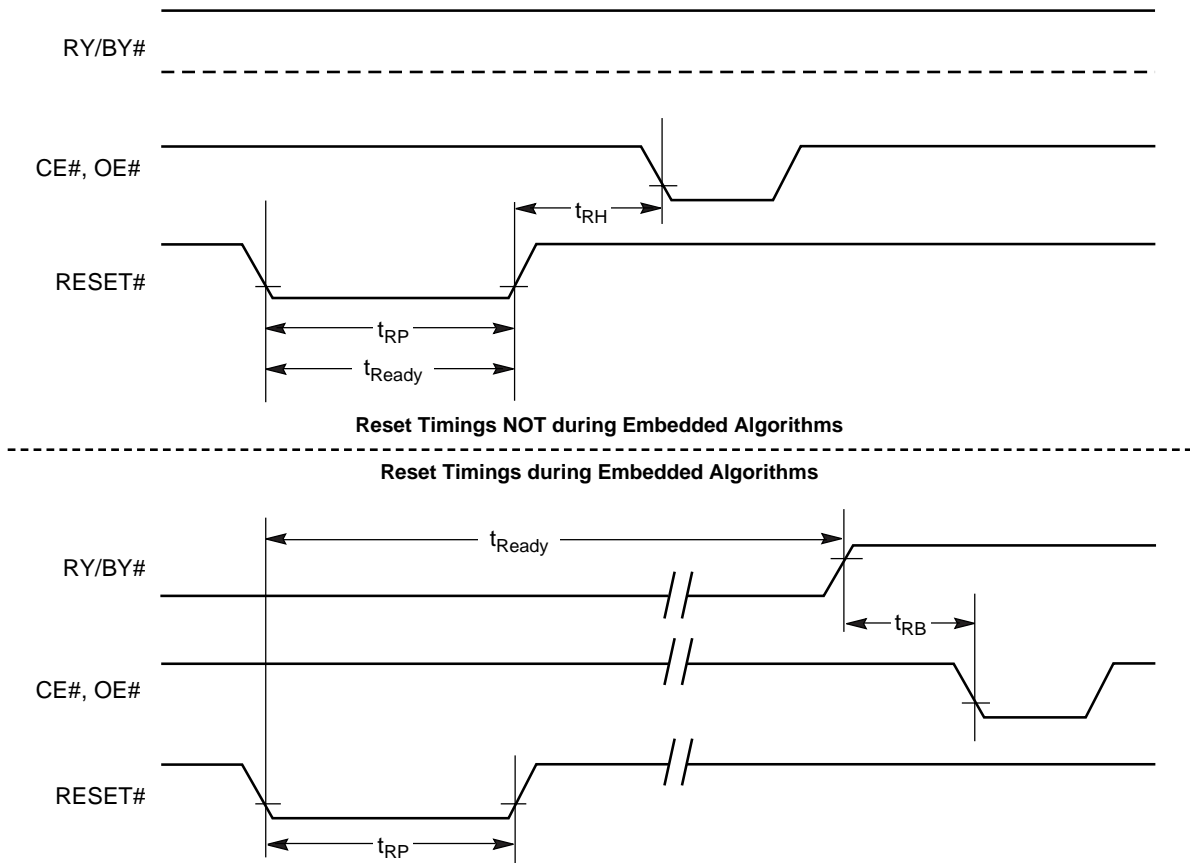 RY/BY#
CE#, OE#
tRH
RESET#
tRP
tReady
Reset Timings NOT during Embedded Algorithms
Reset Timings during Embedded Algorithms
tReady
RY/BY#
tRB
CE#, OE#
RESET#
tRP